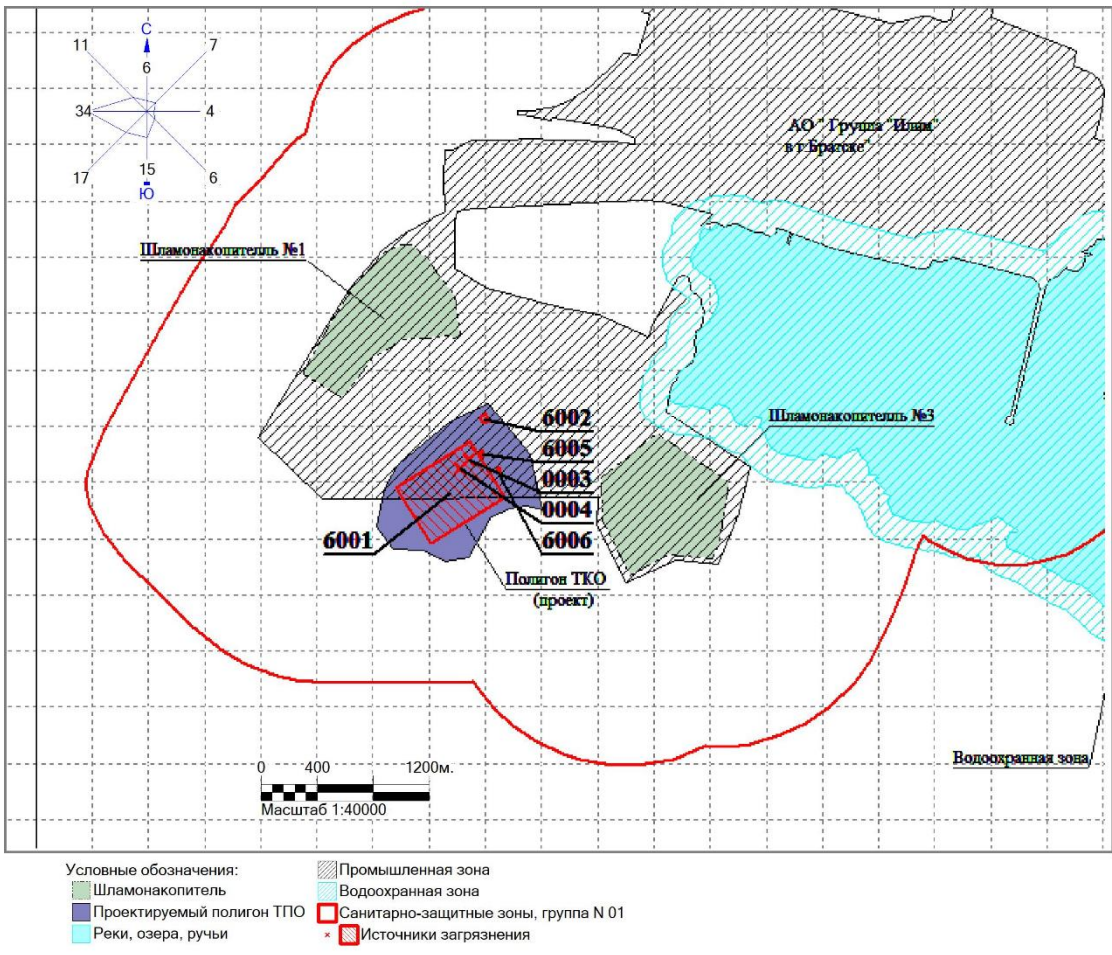 С
11
7
6
34
4
15
17
6
Ю
АО " Группа "Илим"
в г.Братске"
Шламонакопителль №1
Шламонакопителль №3
6002
6005
0003
0004
6001
6006
Полигон ТКО
(проект)
Водоохранная зона
0 400 1200м.
Масштаб 1:40000
Условные обозначения:
Шламонакопитель
Проектируемый полигон ТПО
Реки, озера, ручьи
Промышленная зона
Водоохранная зона
Санитарно-защитные зоны, группа N 01
Источники загрязнения